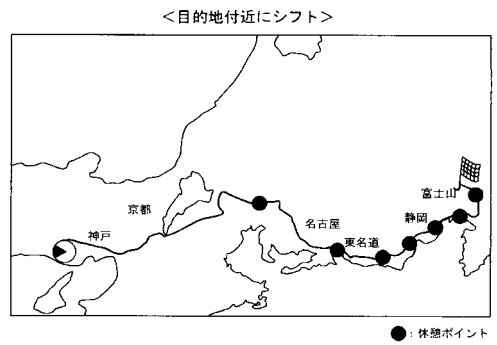 ＜目的地付近にシフト＞
富士山
京都
静岡
名古屋
神戸
東名道
●：休憩ポイント